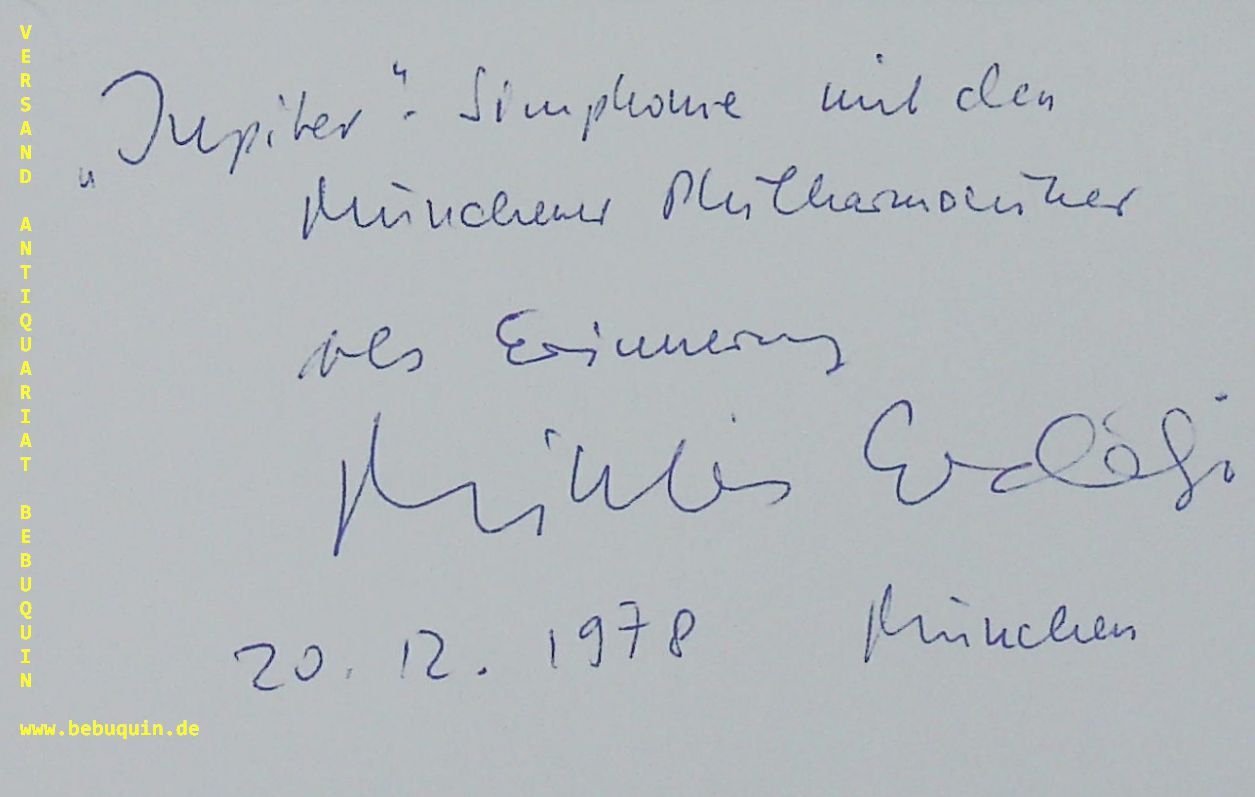 „Jupiter"- Simphonie mit den
Münchener Philharmoniker
als Erinnerung
Miklós Erdélyi
20. 12. 1978 München
VERSAND ANTIQUARIAT BEBUQUIN
www.bebuquin.de